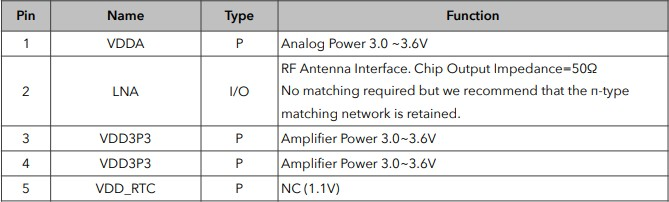 Pin Name Type Function
1 VDDA P Analog Power 3.0 ~3.6V
2 LNA I/O RF Antenna Interface. Chip Output Impedance=50Ω
No matching required but we recommend that the n-type
matching network is retained.
3 VDD3P3 P Amplifier Power 3.0~3.6V
4 VDD3P3 P Amplifier Power 3.0~3.6V
5 VDD_RTC P NC (1.1V)